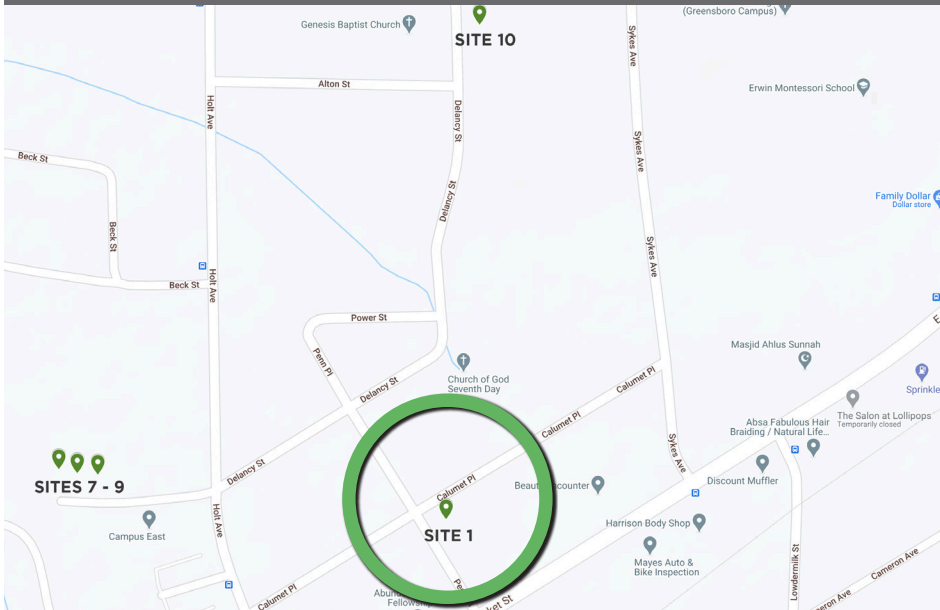 (Greensboro Campus)
Genesis Baptist Church
SITE 10
Sykes Ave
Alton St
Erwin Montessori School
Holt Ave
Delancy St
Sykes Ave
Beck St
Delancy St
Family Dollar
Dollar store
Beck St
Sykes Ave
Beck St
Holt Ave
Power St
Masjid Ahlus Sunnah
Penn Pl
Church of God
Seventh Day
Calumet Pl
Delancy St
Sprinkle
The Salon at Lollipops
Temporarily closed
Absa Fabulous Hair
Braiding / Natural Life...
Calumet Pl
Sykes Ave
Delancy St
SITES 7 - 9
Calumet Pl
Discount Muffler
Holt Ave
Campus East
SITE 1
Harrison Body Shop
Mayes Auto &
Bike Inspection
Lowdermilk St
Cameron Ave
Calumet Pl